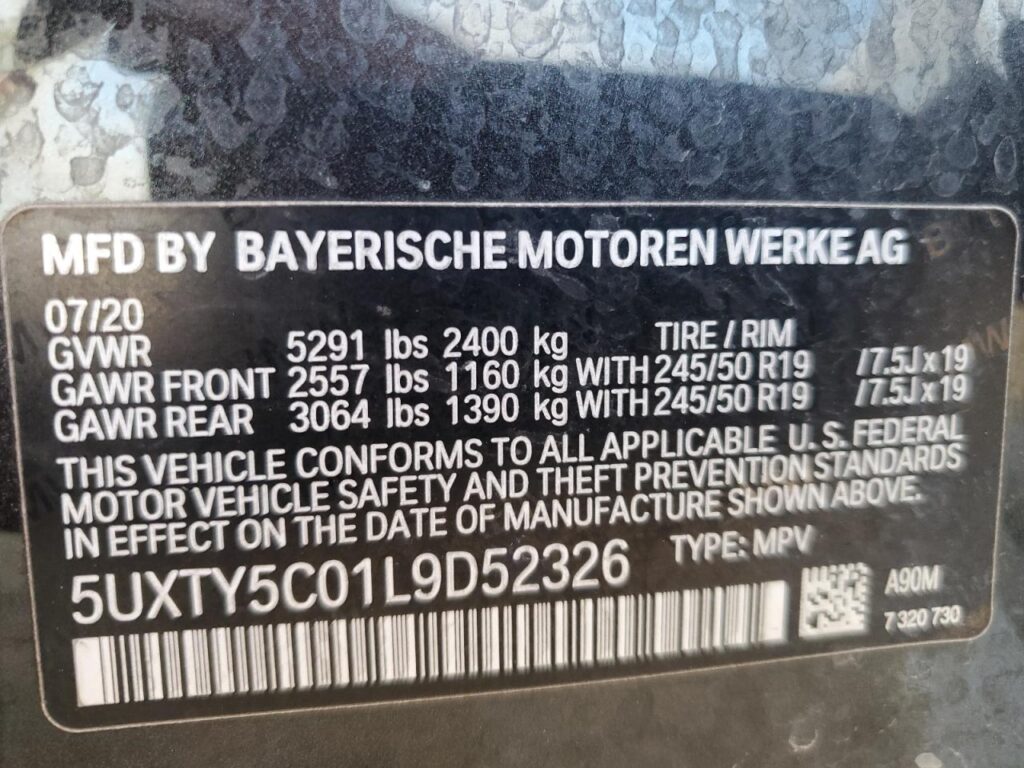 MFD BY BAYERISCHE MOTOREN WERKE AG
07/20
GVWR 5291 lbs 2400 kg TIRE / RIM
GAWR FRONT 2557 lbs 1160 kg WITH 245/50 R19 /7.5J x 19
GAWR REAR 3064 lbs 1390 kg WITH 245/50 R19 /7.5J x 19
THIS VEHICLE CONFORMS TO ALL APPLICABLE U. S. FEDERAL
MOTOR VEHICLE SAFETY AND THEFT PREVENTION STANDARDS
IN EFFECT ON THE DATE OF MANUFACTURE SHOWN ABOVE.
5UXTY5C01L9D52326 TYPE: MPV
A90M
7 320 730